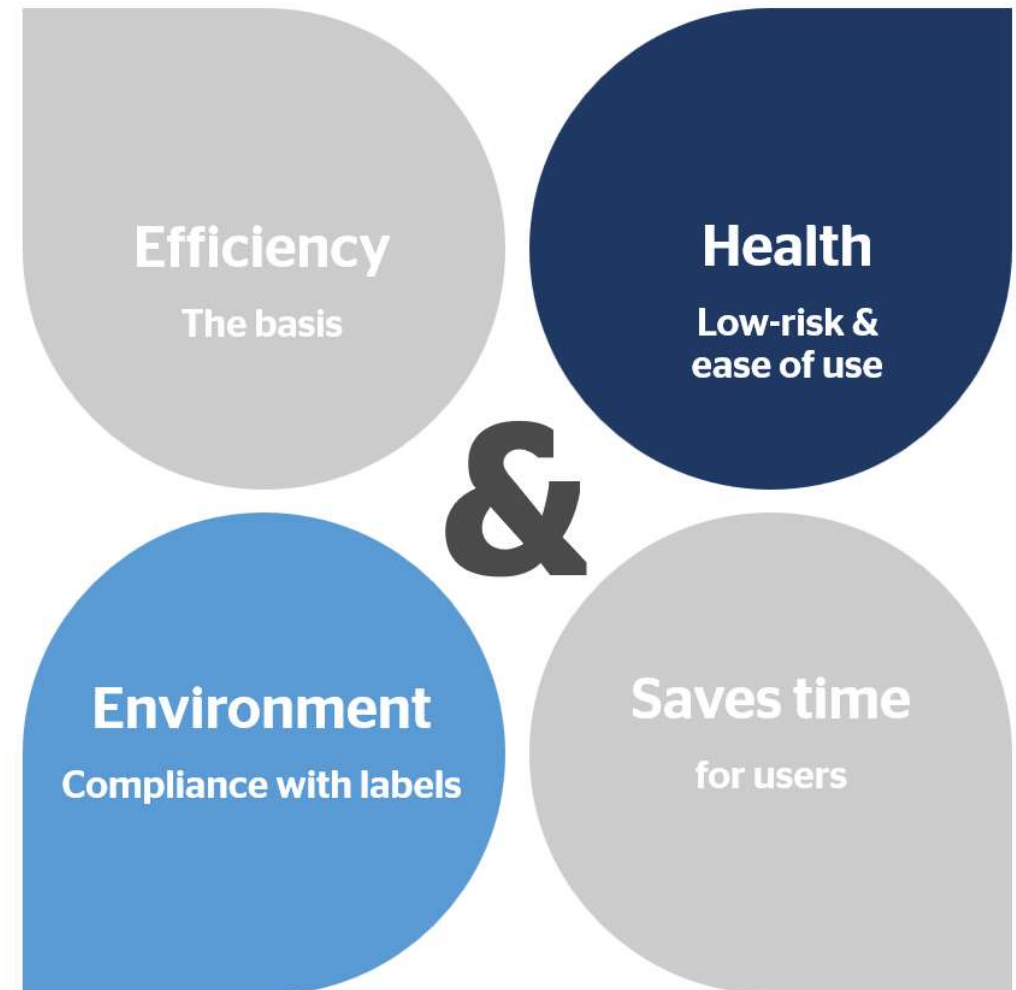 Efficiency
The basis
Health
Low-risk &
ease of use
&
Environment
Compliance with labels
Saves time
for users